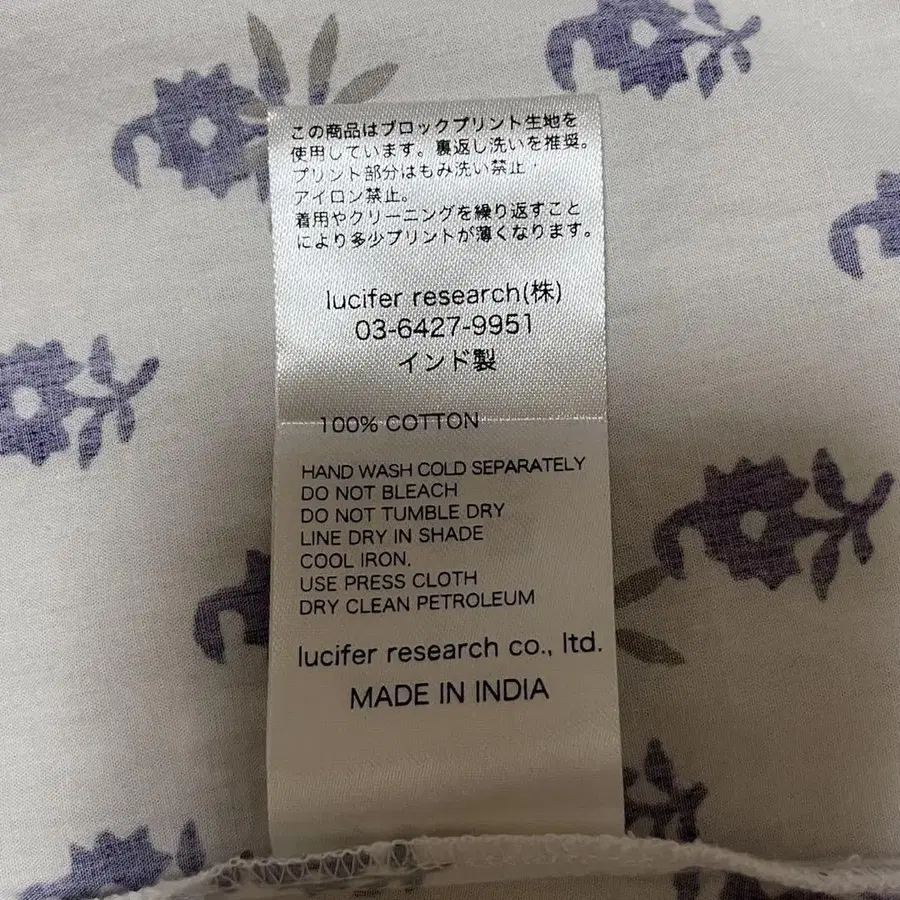 この商品はブロックプリント生地を
使用しています。裏返し洗いを推奨。
プリント部分はもみ洗い禁止・
アイロン禁止。
着用やクリーニングを繰り返すこと
により多少プリントが薄くなります。
lucifer research(株)
03-6427-9951
インド製
100% COTTON
HAND WASH COLD SEPARATELY
DO NOT BLEACH
DO NOT TUMBLE DRY
LINE DRY IN SHADE
COOL IRON,
USE PRESS CLOTH
DRY CLEAN PETROLEUM
lucifer research co., ltd.
MADE IN INDIA